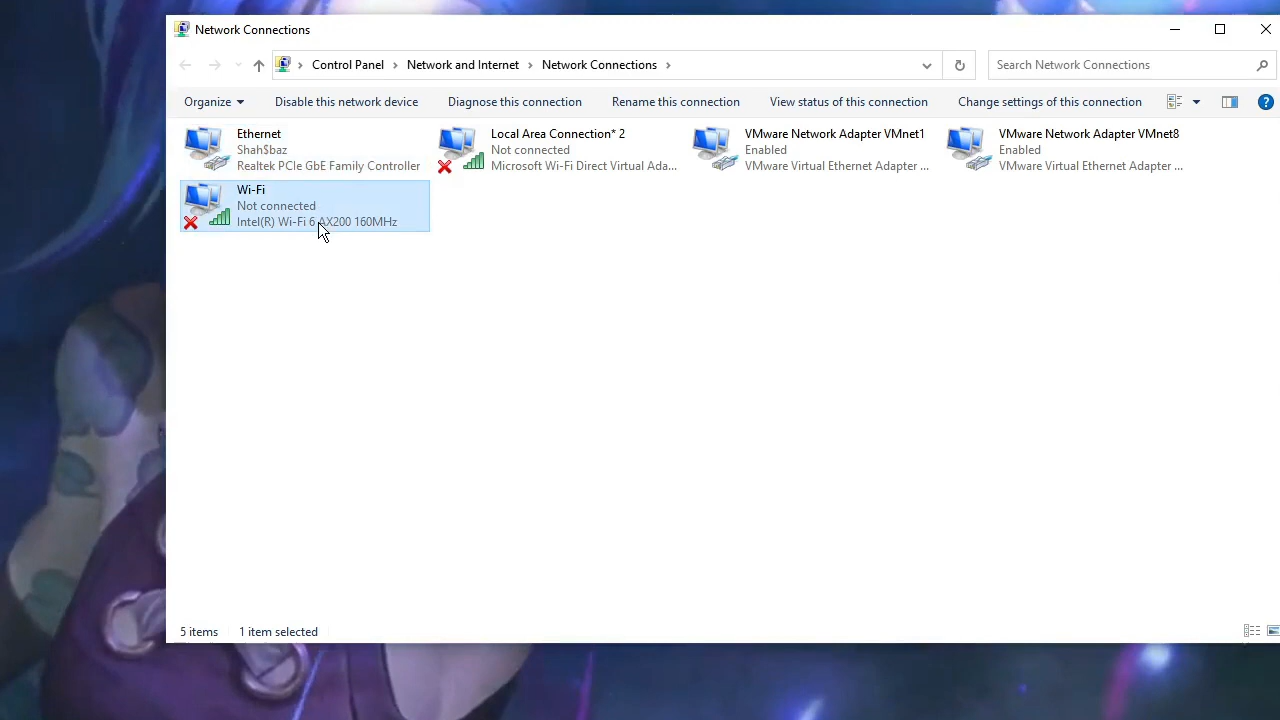 Network Connections
Control Panel > Network and Internet > Network Connections >
Search Network Connections
Organize Disable this network device Diagnose this connection Rename this connection View status of this connection Change settings of this connection
Ethernet
Shah$baz
Realtek PCIe GbE Family Controller
Local Area Connection* 2
Not connected
Microsoft Wi-Fi Direct Virtual Ada...
VMware Network Adapter VMnet1
Enabled
VMware Virtual Ethernet Adapter ...
VMware Network Adapter VMnet8
Enabled
VMware Virtual Ethernet Adapter ...
Wi-Fi
Not connected
Intel(R) Wi-Fi 6 AX200 160MHz
5 items 1 item selected